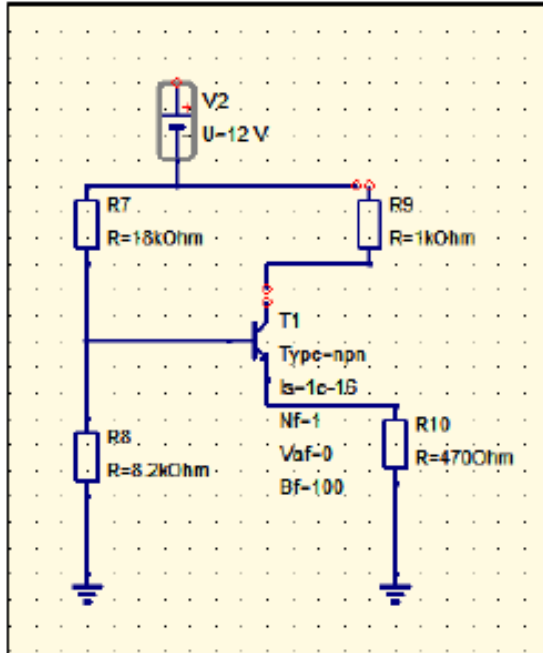 V2
U=12 V
R7
R=18kOhm
R9
R=1kOhm
T1
Type=npn
Is=1e-16
Nf=1
Vaf=0
Bf=100
R8
R=8.2kOhm
R10
R=470Ohm